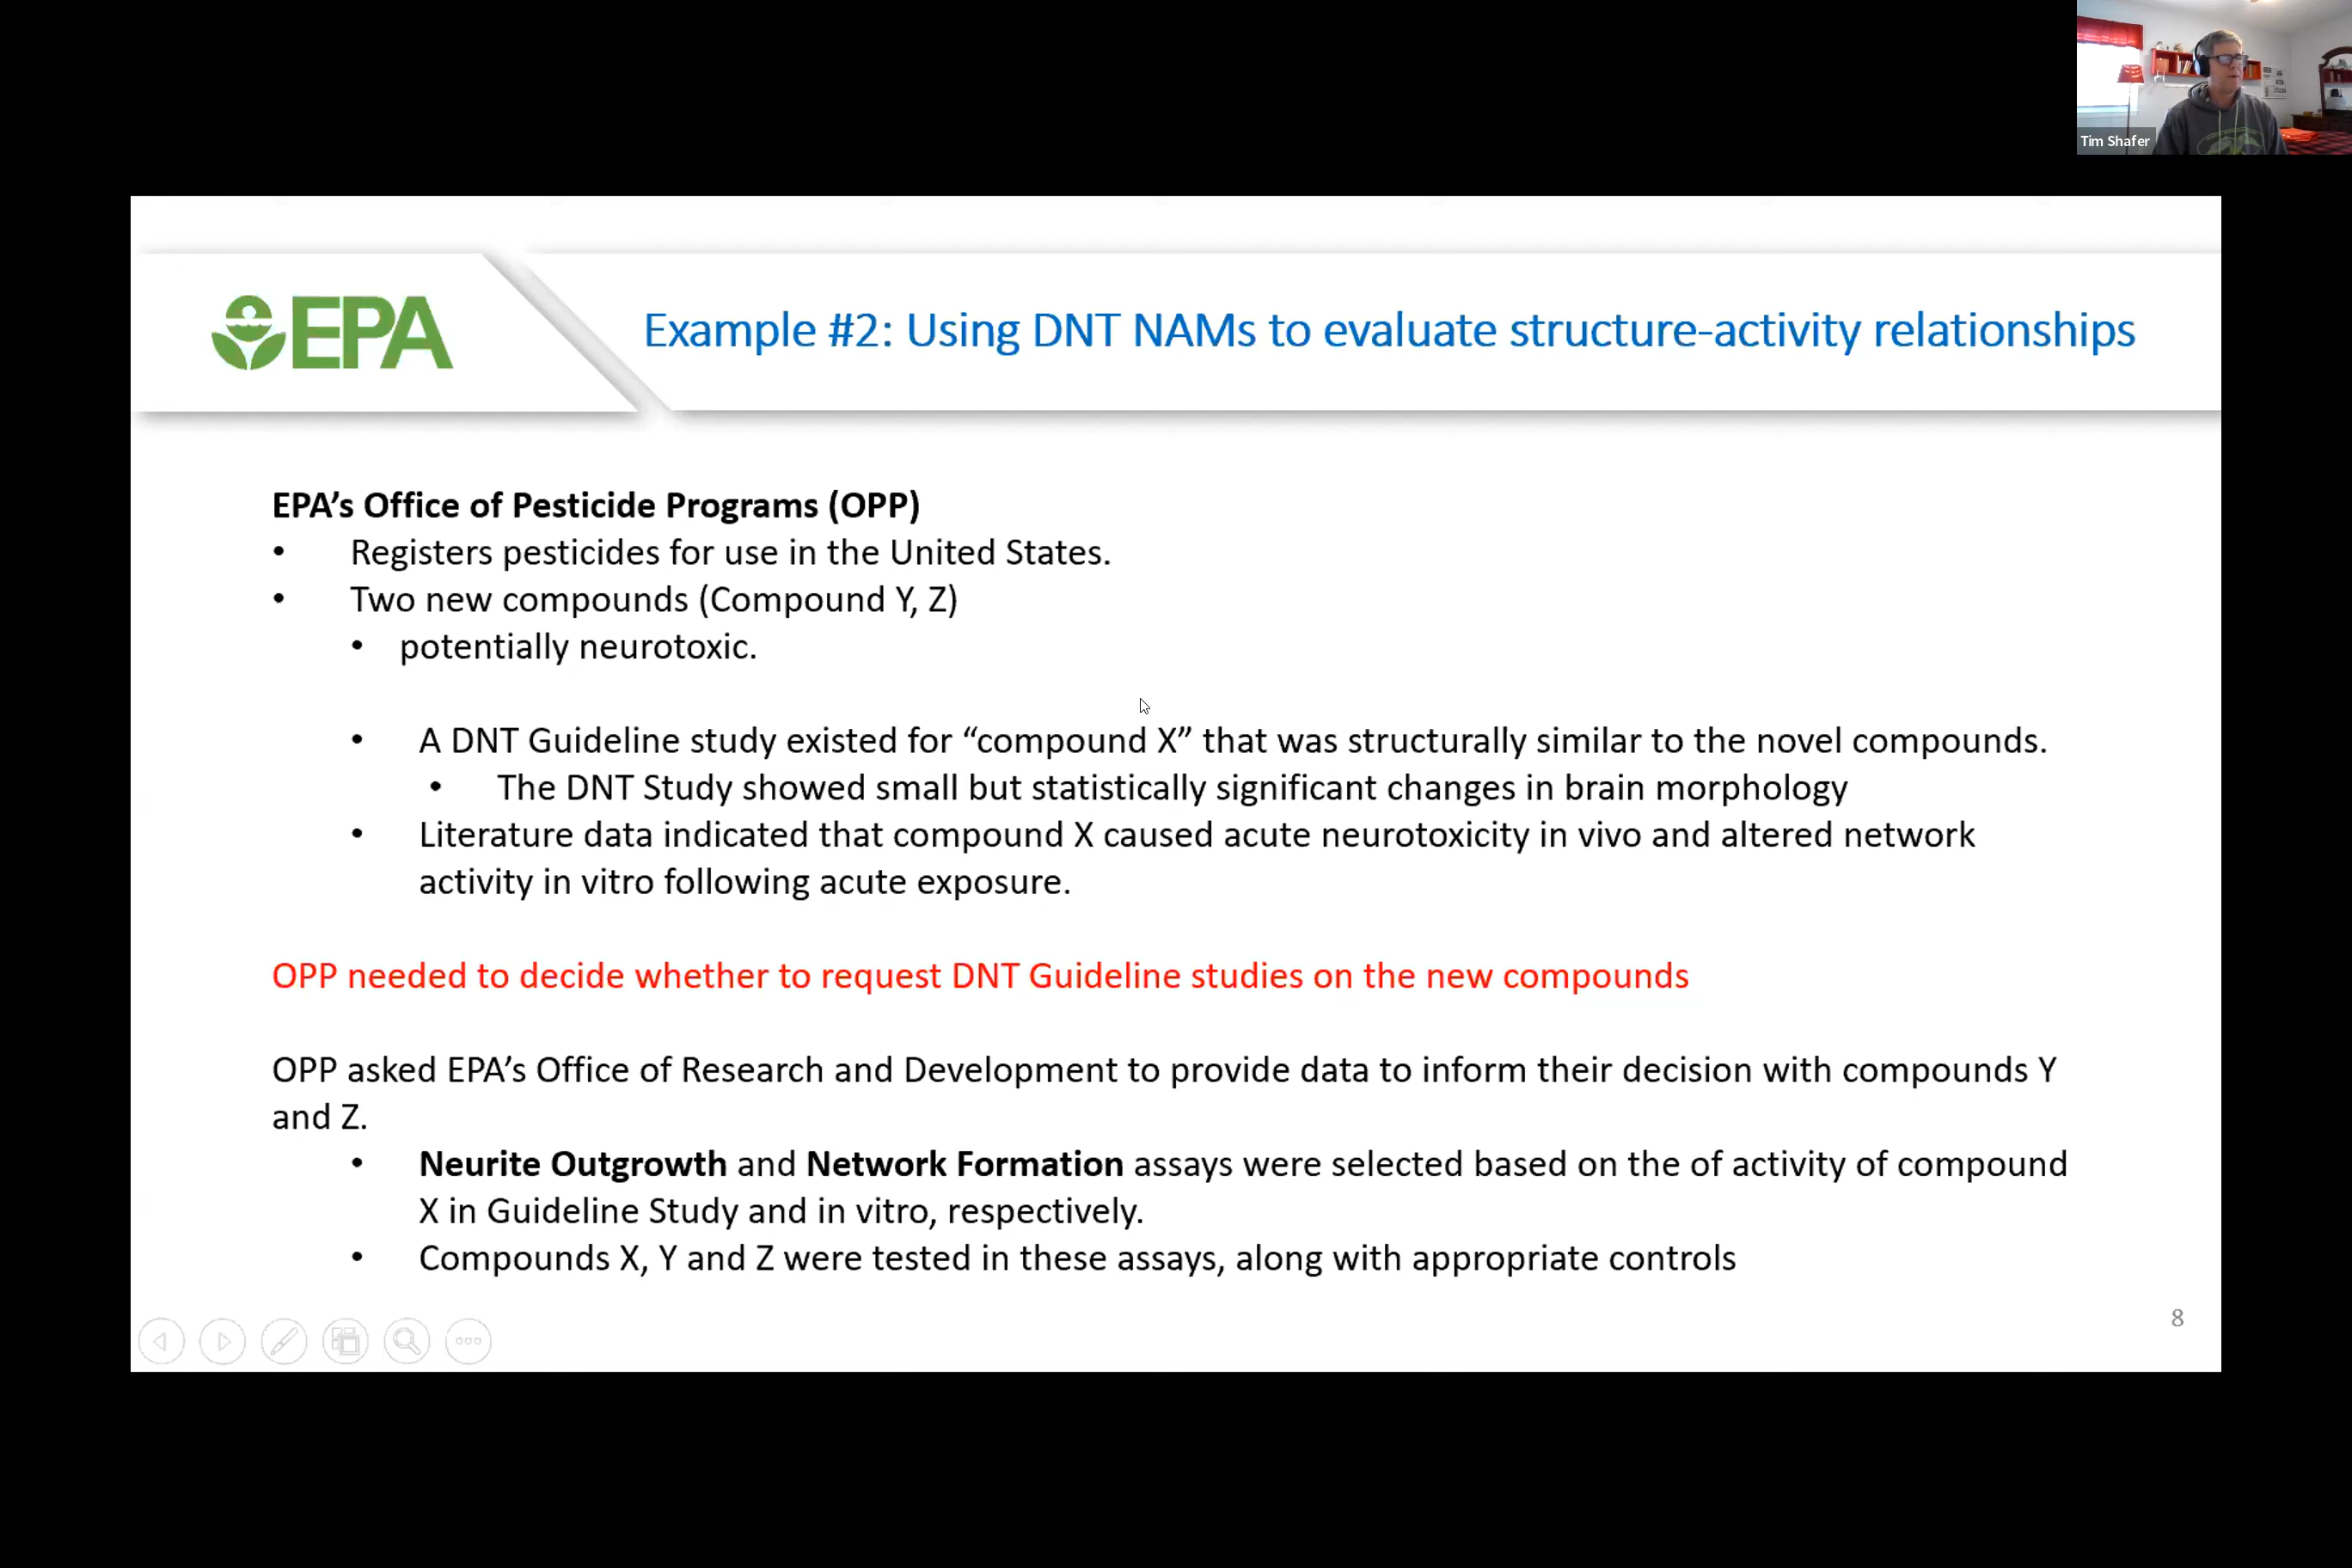 Tim Shafer
EPA
Example #2: Using DNT NAMs to evaluate structure-activity relationships
EPA’s Office of Pesticide Programs (OPP)
• Registers pesticides for use in the United States.
• Two new compounds (Compound Y, Z)
• potentially neurotoxic.
• A DNT Guideline study existed for “compound X” that was structurally similar to the novel compounds.
• The DNT Study showed small but statistically significant changes in brain morphology
• Literature data indicated that compound X caused acute neurotoxicity in vivo and altered network
activity in vitro following acute exposure.
OPP needed to decide whether to request DNT Guideline studies on the new compounds
OPP asked EPA’s Office of Research and Development to provide data to inform their decision with compounds Y
and Z.
• Neurite Outgrowth and Network Formation assays were selected based on the of activity of compound
X in Guideline Study and in vitro, respectively.
• Compounds X, Y and Z were tested in these assays, along with appropriate controls
8